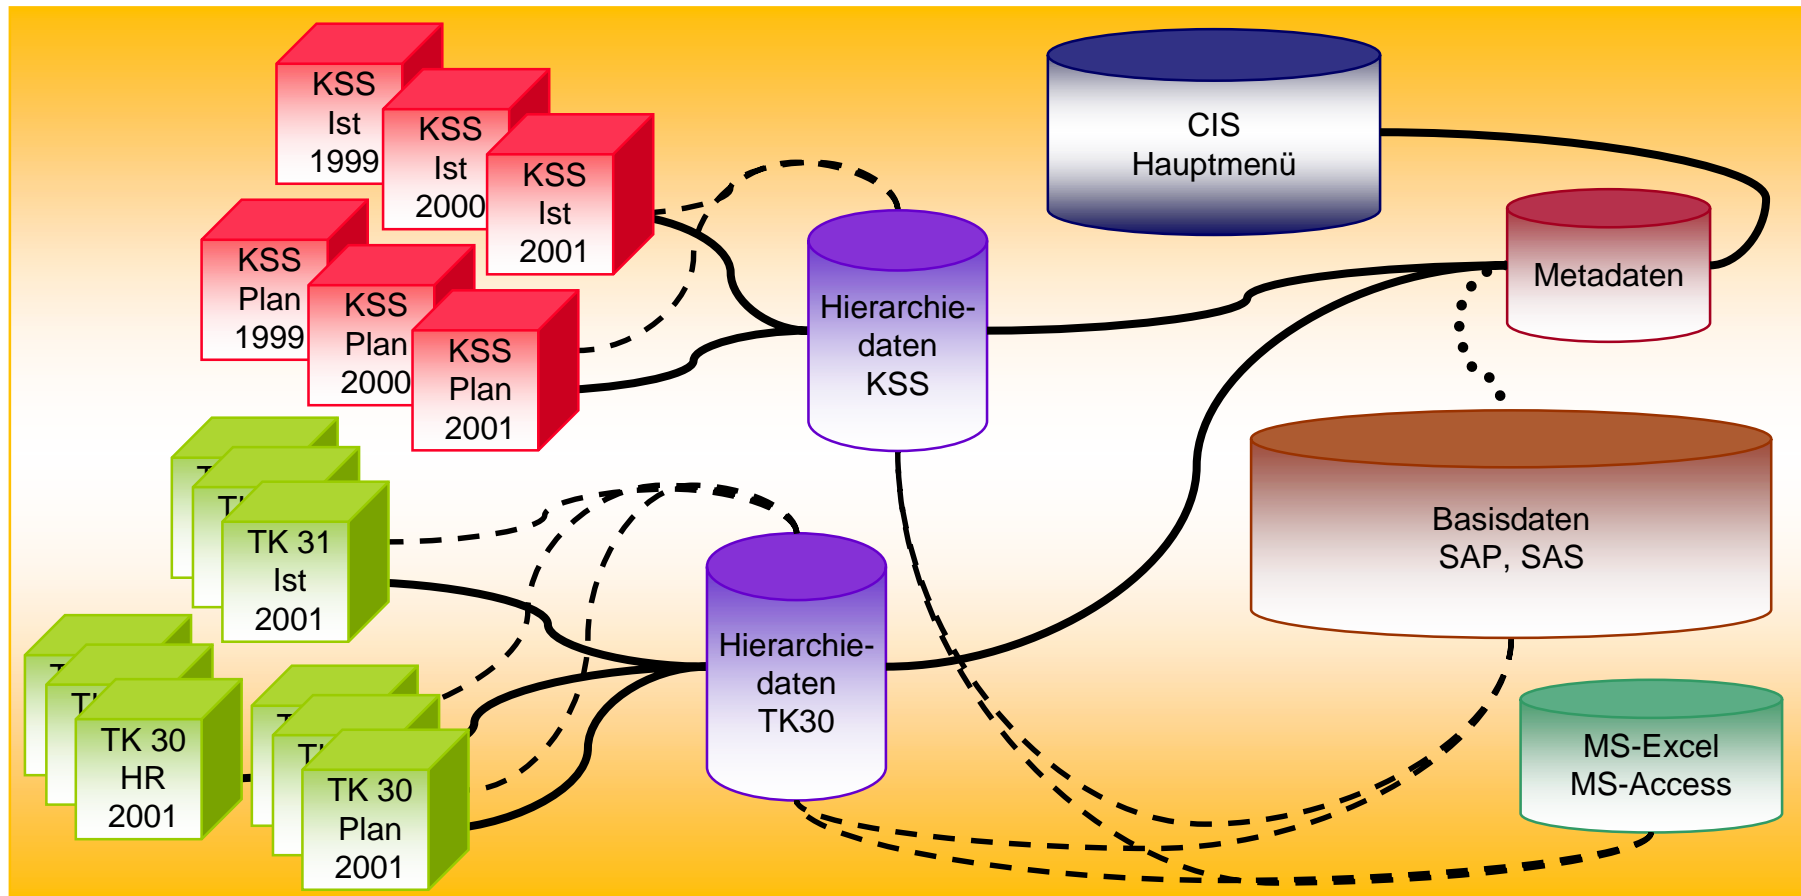 KSS
Ist
1999
KSS
Ist
2000
KSS
Ist
2001
KSS
Plan
1999
KSS
Plan
2000
KSS
Plan
2001
TK 31
Ist
2001
TK 30
HR
2001
TK 30
Plan
2001
Hierarchie-
daten
KSS
Hierarchie-
daten
TK30
CIS
Hauptmenü
Metadaten
Basisdaten
SAP, SAS
MS-Excel
MS-Access